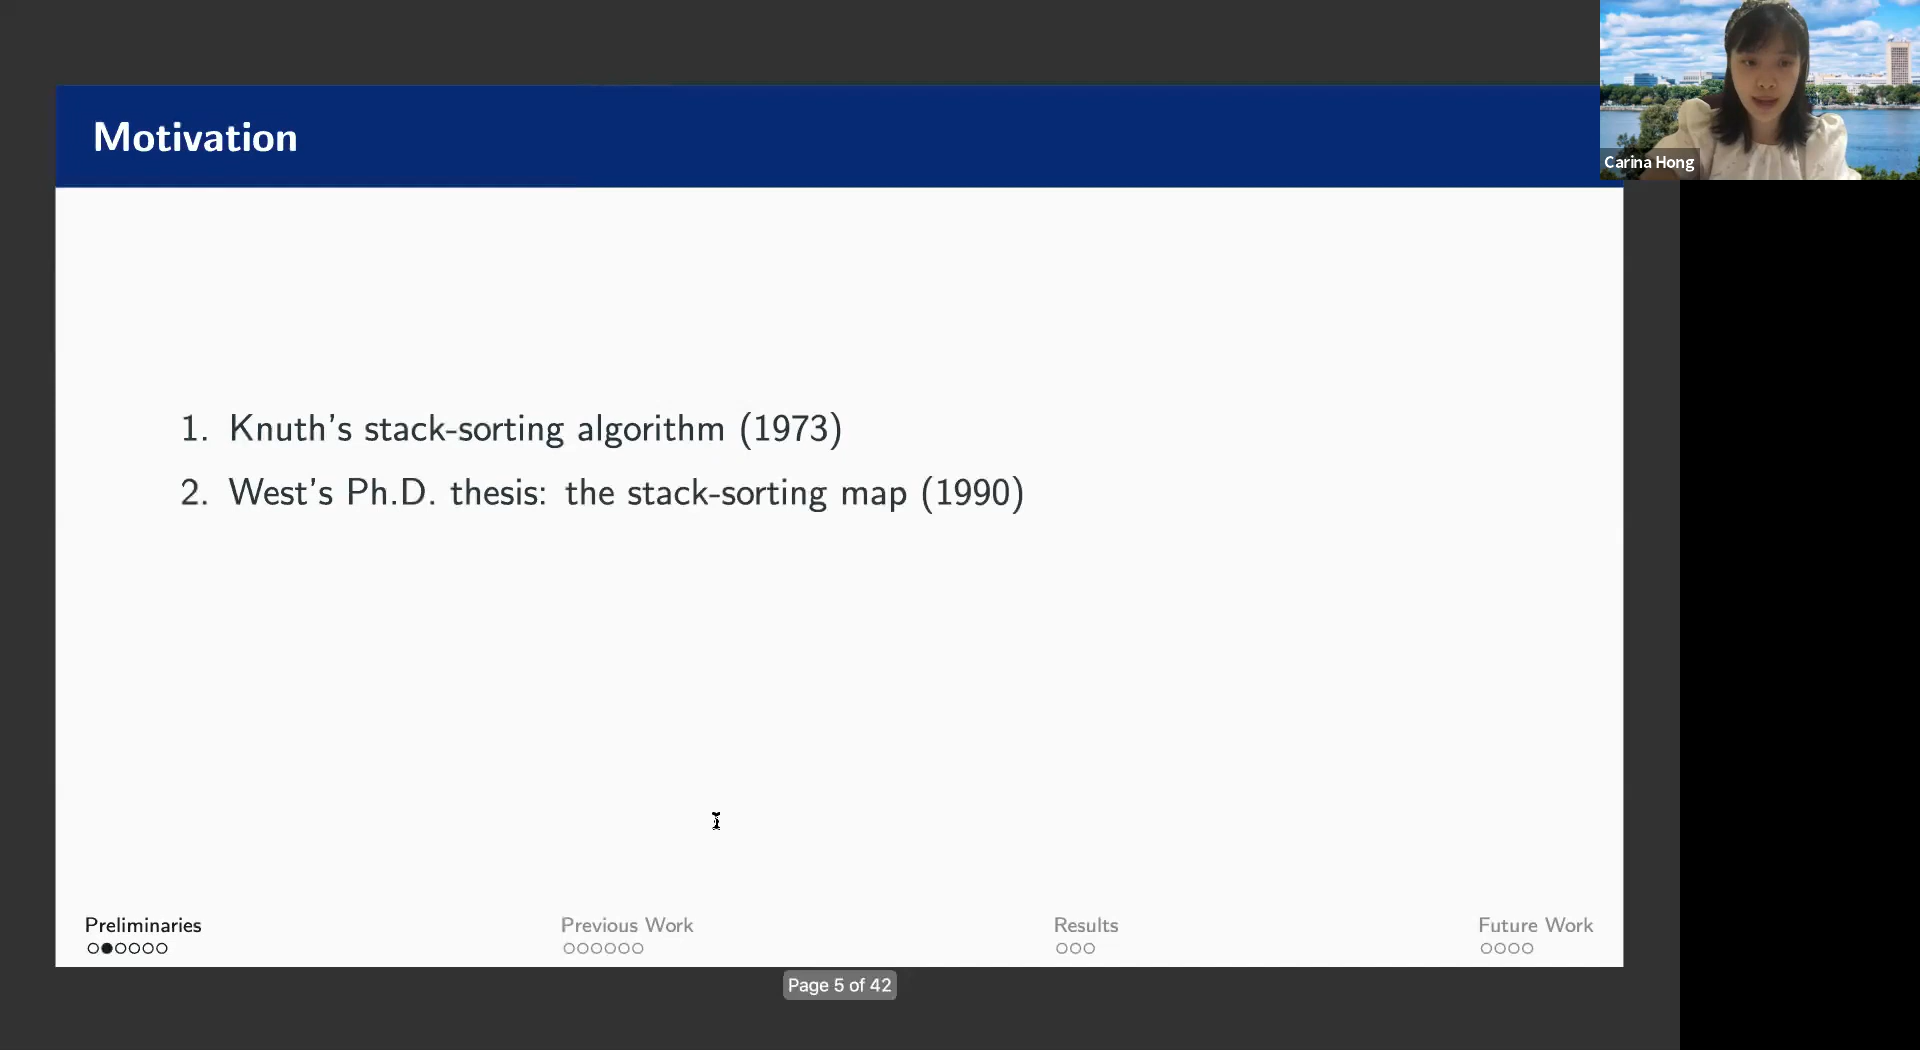 Motivation
Carina Hong
1. Knuth's stack-sorting algorithm (1973)
2. West's Ph.D. thesis: the stack-sorting map (1990)
Preliminaries
Previous Work
Results
Future Work
Page 5 of 42